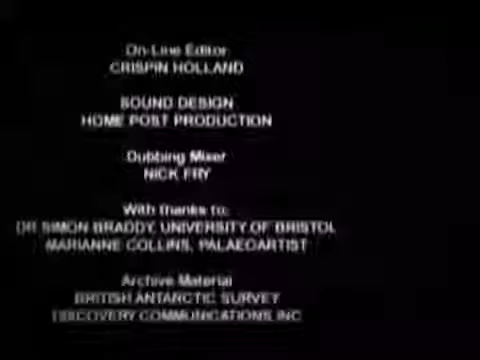 On-Line Editor
CRISPIN HOLLAND
SOUND DESIGN
HOME POST PRODUCTION
Dubbing Mixer
NICK FRY
With thanks to:
DR SIMON BRADDY, UNIVERSITY OF BRISTOL
MARIANNE COLLINS, PALAEOARTIST
Archive Material
BRITISH ANTARCTIC SURVEY
DISCOVERY COMMUNICATIONS INC